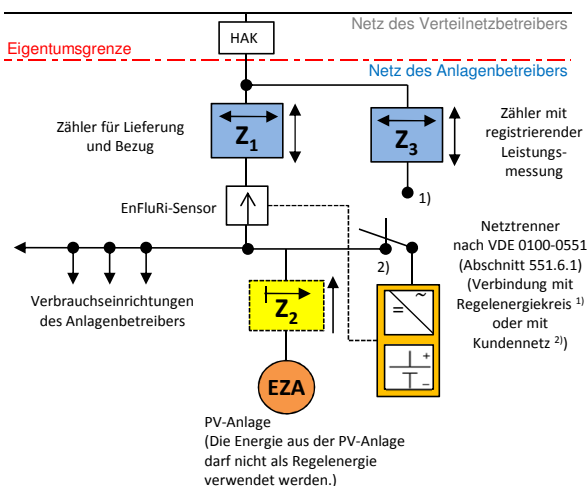 Netz des Verteilnetzbetreibers
HAK
Eigentumsgrenze
Netz des Anlagenbetreibers
Zähler für Lieferung
und Bezug
Z1
Z3
Zähler mit
registrierender
Leistungs-
messung
1)
EnFluRi-Sensor
Netztrenner
nach VDE 0100-0551
(Abschnitt 551.6.1)
(Verbindung mit
Regelenergiekreis 1)
oder mit
Kundennetz 2))
2)
Verbrauchseinrichtungen
des Anlagenbetreibers
Z2
= ~
+
−
EZA
PV-Anlage
(Die Energie aus der PV-Anlage
darf nicht als Regelenergie
verwendet werden.)